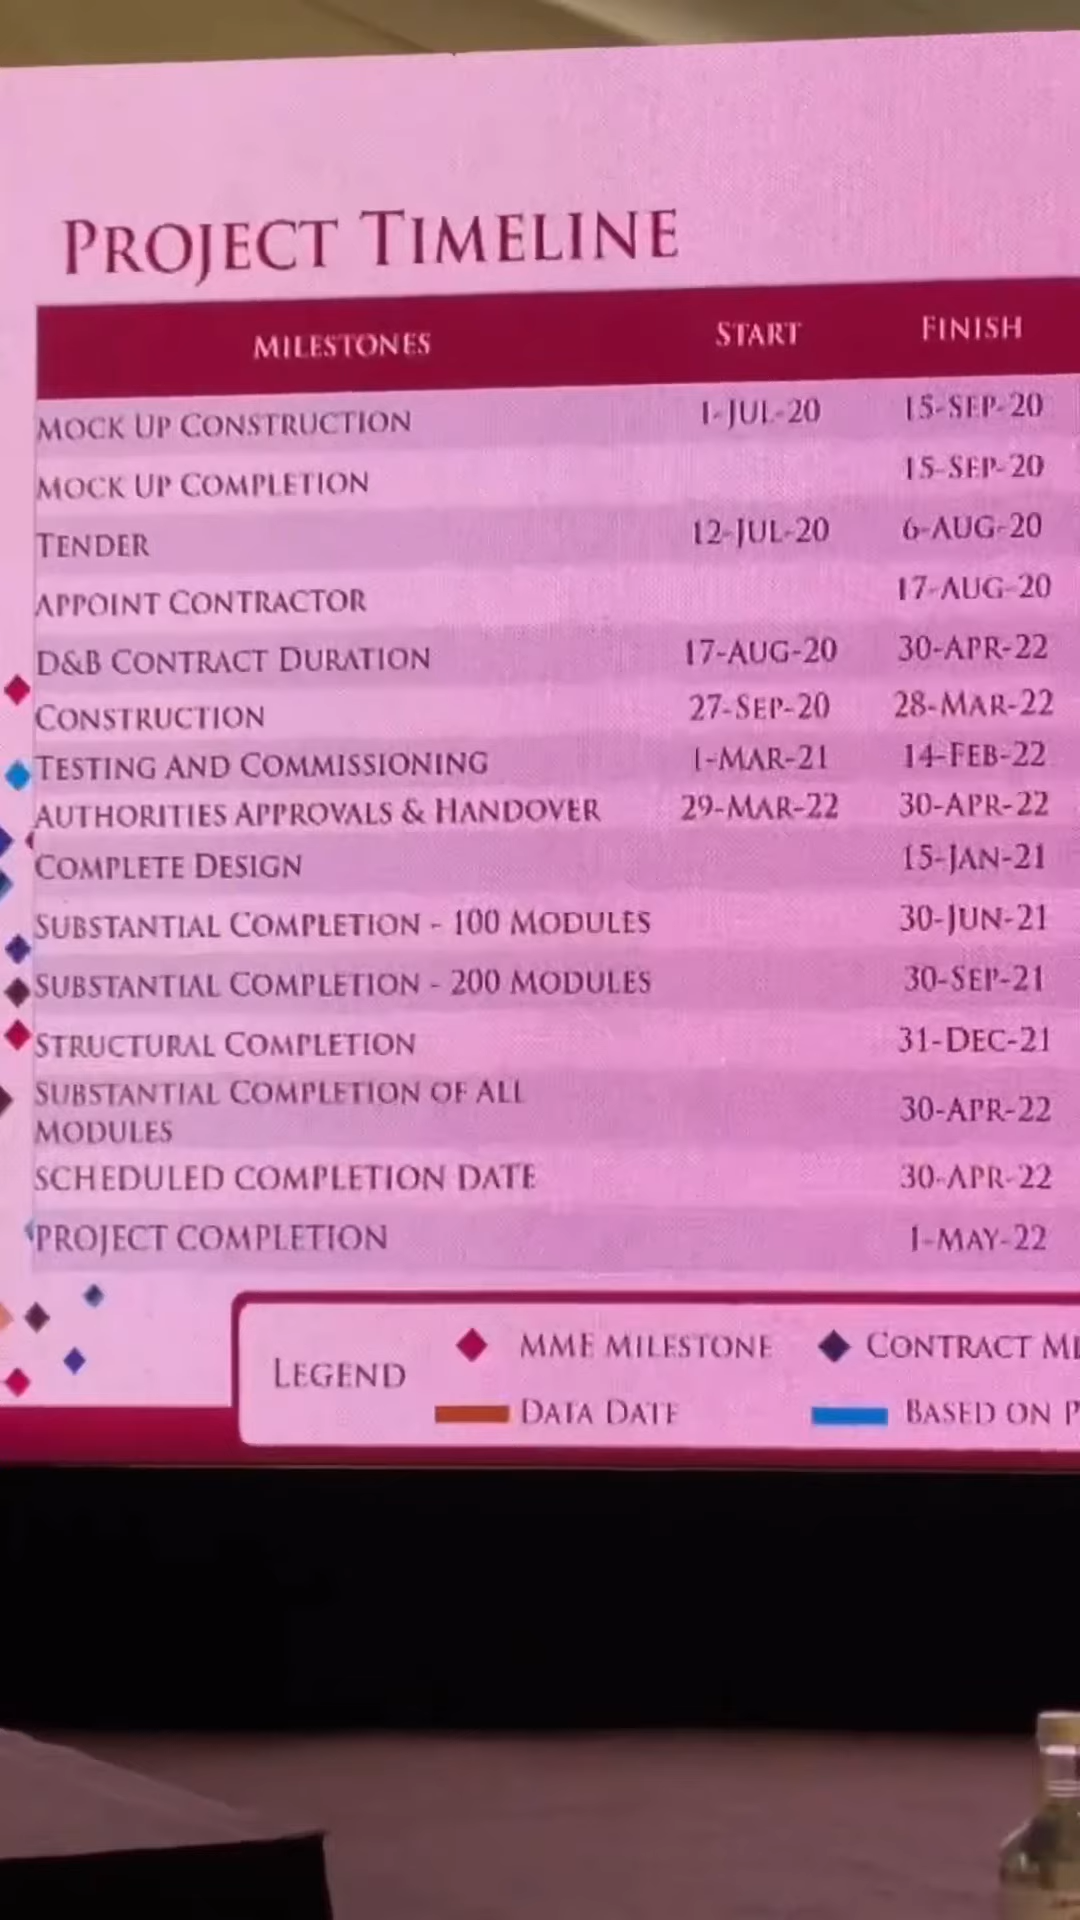 PROJECT TIMELINE
MILESTONES START FINISH
MOCK UP CONSTRUCTION 1-JUL-20 15-SEP-20
MOCK UP COMPLETION 15-SEP-20
TENDER 12-JUL-20 6-AUG-20
APPOINT CONTRACTOR 17-AUG-20
D&B CONTRACT DURATION 17-AUG-20 30-APR-22
CONSTRUCTION 27-SEP-20 28-MAR-22
TESTING AND COMMISSIONING 1-MAR-21 14-FEB-22
AUTHORITIES APPROVALS & HANDOVER 29-MAR-22 30-APR-22
COMPLETE DESIGN 15-JAN-21
SUBSTANTIAL COMPLETION - 100 MODULES 30-JUN-21
SUBSTANTIAL COMPLETION - 200 MODULES 30-SEP-21
STRUCTURAL COMPLETION 31-DEC-21
SUBSTANTIAL COMPLETION OF ALL
MODULES 30-APR-22
SCHEDULED COMPLETION DATE 30-APR-22
PROJECT COMPLETION 1-MAY-22
LEGEND
MME MILESTONE CONTRACT
DATA DATE BASED ON